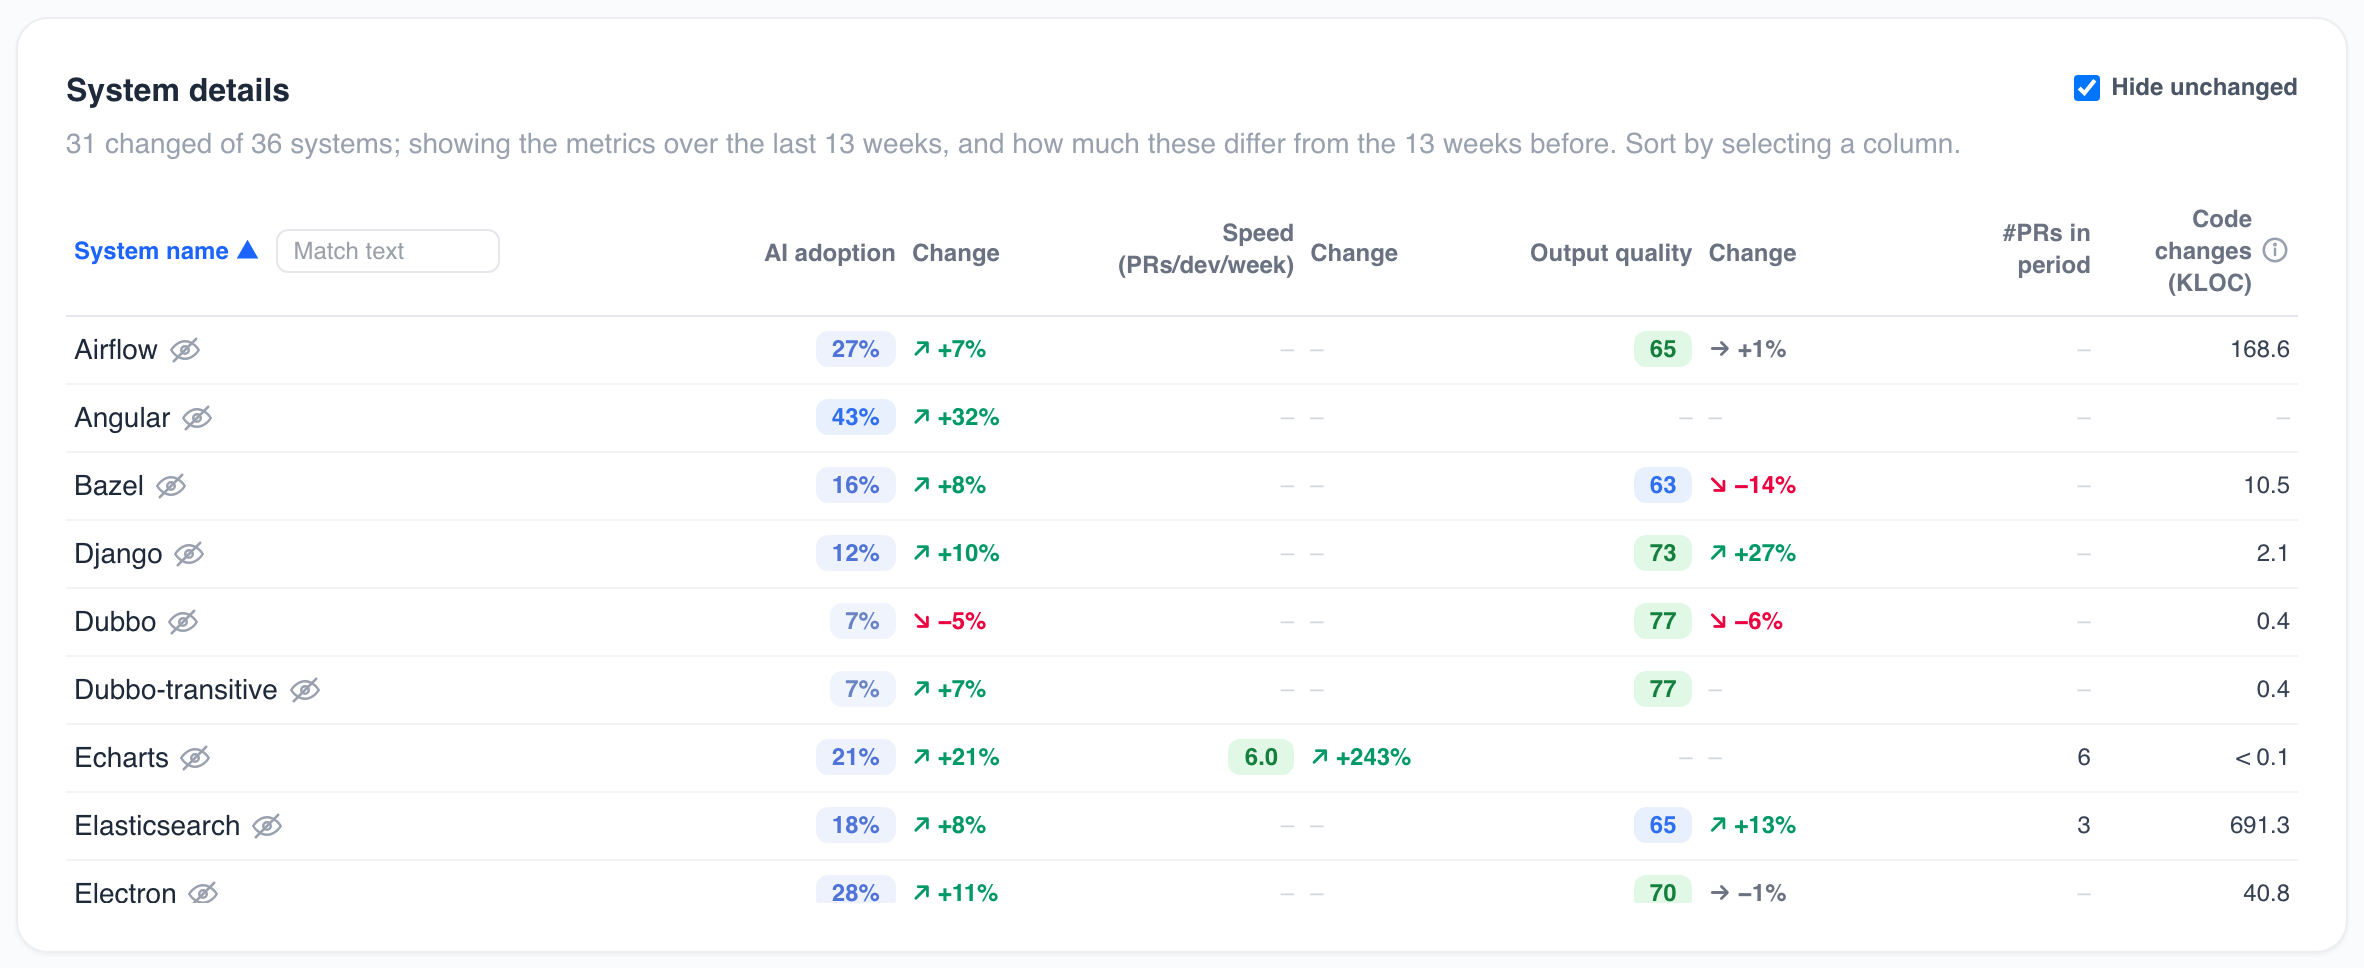 System details
Hide unchanged
31 changed of 36 systems; showing the metrics over the last 13 weeks, and how much these differ from the 13 weeks before. Sort by selecting a column.
System name ▲ Match text AI adoption Change Speed (PRs/dev/week) Change Output quality Change #PRs in period Code changes (KLOC)
Airflow 27% ↗ +7% – – 65 → +1% – 168.6
Angular 43% ↗ +32% – – – – – –
Bazel 16% ↗ +8% – – 63 ↘ –14% – 10.5
Django 12% ↗ +10% – – 73 ↗ +27% – 2.1
Dubbo 7% ↘ –5% – – 77 ↘ –6% – 0.4
Dubbo-transitive 7% ↗ +7% – – 77 – – 0.4
Echarts 21% ↗ +21% 6.0 ↗ +243% – – 6 < 0.1
Elasticsearch 18% ↗ +8% – – 65 ↗ +13% 3 691.3
Electron 28% ↗ +11% – – 70 → –1% – 40.8